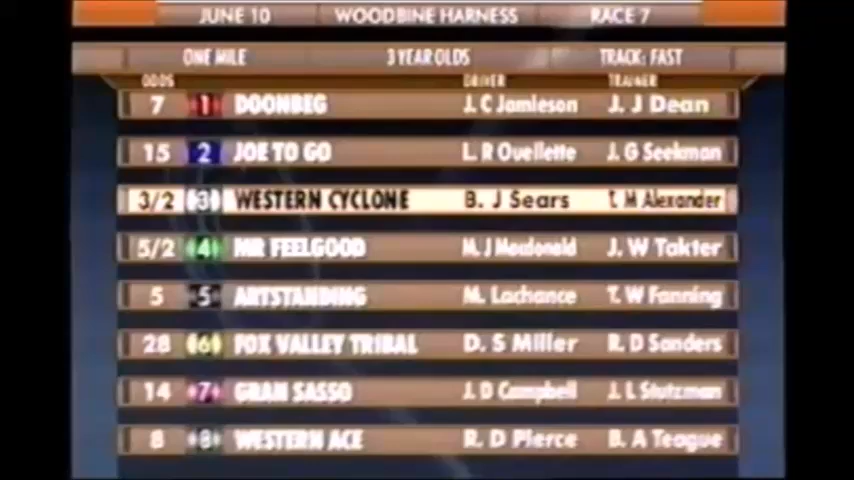 JUNE 10 WOODBINE HARNESS RACE 7
ONE MILE 3 YEAR OLDS TRACK: FAST
ODDS DRIVER TRAINER
7 1 DOONBEG J. C Jamieson J. J Dean
15 2 JOE TO GO L. R Ouellette J. G Seekman
3/2 3 WESTERN CYCLONE B. J Sears T. M Alexander
5/2 4 MR FEELGOOD M. J Macdonald J. W Takter
5 5 ARTSTANDING M. Lachance T. W Fanning
28 6 FOX VALLEY TRIBAL D. S Miller R. D Sanders
14 7 GRAN SASSO J. D Campbell J. L Stutzman
8 8 WESTERN ACE R. D Pierce B. A Teague